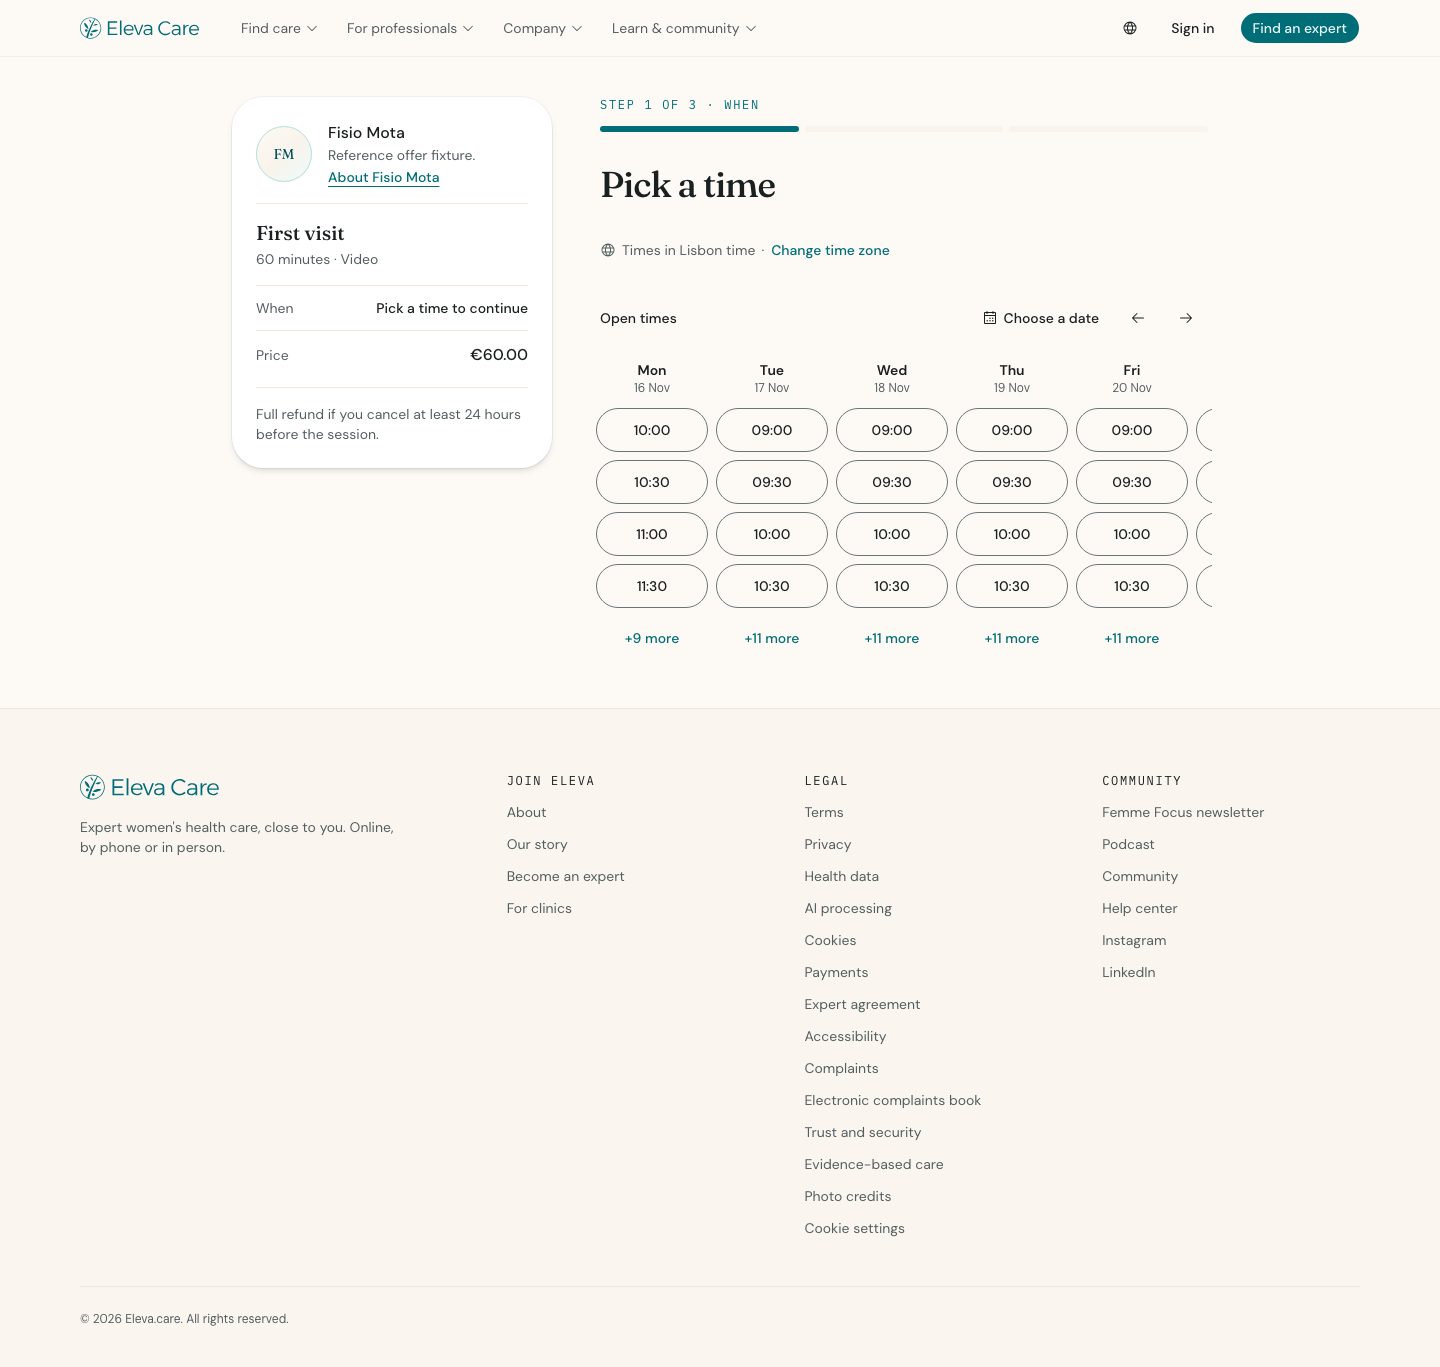 Eleva Care
Find care
For professionals
Company
Learn & community
Sign in
Find an expert
FM
Fisio Mota
Reference offer fixture.
About Fisio Mota
First visit
60 minutes · Video
When
Pick a time to continue
Price
€60.00
Full refund if you cancel at least 24 hours
before the session.
STEP 1 OF 3 · WHEN
Pick a time
Times in Lisbon time · Change time zone
Open times
Choose a date
Mon Tue Wed Thu Fri
16 Nov 17 Nov 18 Nov 19 Nov 20 Nov
10:00 09:00 09:00 09:00 09:00
10:30 09:30 09:30 09:30 09:30
11:00 10:00 10:00 10:00 10:00
11:30 10:30 10:30 10:30 10:30
+9 more +11 more +11 more +11 more +11 more
Eleva Care
Expert women's health care, close to you. Online,
by phone or in person.
JOIN ELEVA
About
Our story
Become an expert
For clinics
LEGAL
Terms
Privacy
Health data
AI processing
Cookies
Payments
Expert agreement
Accessibility
Complaints
Electronic complaints book
Trust and security
Evidence-based care
Photo credits
Cookie settings
COMMUNITY
Femme Focus newsletter
Podcast
Community
Help center
Instagram
LinkedIn
© 2026 Eleva.care. All rights reserved.